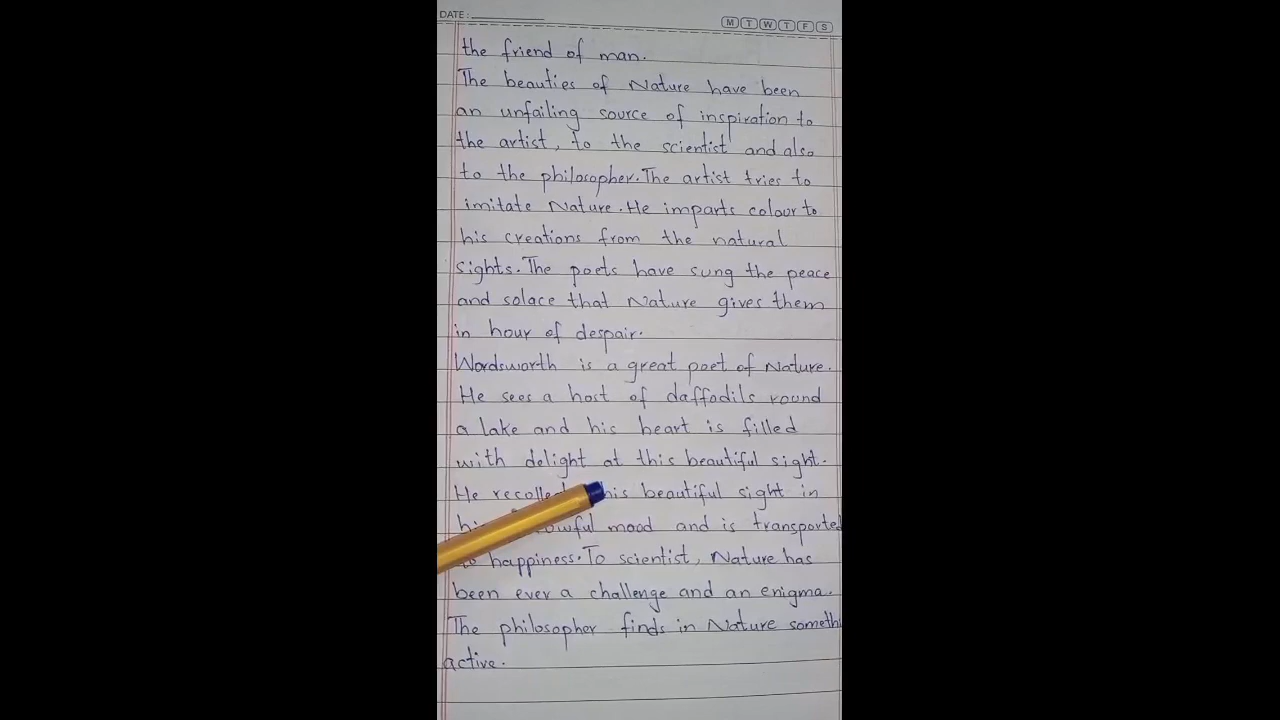 DATE:
M T W T F S
the friend of man.
The beauties of Nature have been
an unfailing source of inspiration to
the artist, to the scientist and also
to the philosopher. The artist tries to
imitate Nature. He imparts colour to
his creations from the natural
sights. The poets have sung the peace
and solace that Nature gives them
in hour of despair.
Wordsworth is a great poet of Nature.
He sees a host of daffodils round
a lake and his heart is filled
with delight at this beautiful sight.
He beautiful sight in
mood and is transported
happiness. To scientist, Nature has
been ever a challenge and an enigma.
The philosopher finds in Nature someth
active.